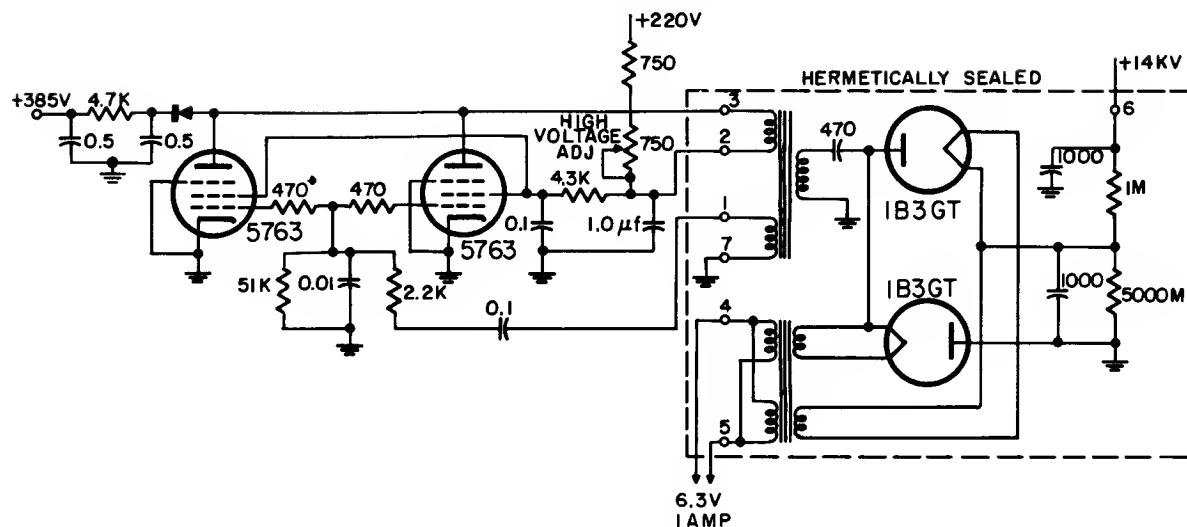 +220V
750
HERMETICALLY SEALED
+14KV
+385V
4.7K
3
6
0.5
0.5
HIGH
VOLTAGE
ADJ
750
2
470
1000
1M
470
470
4.3K
1B3GT
5763
5763
0.1
1.0 μf
1
7
51K
0.01
2.2K
1B3GT
1000
5000M
0.1
4
5
6.3V
1 AMP